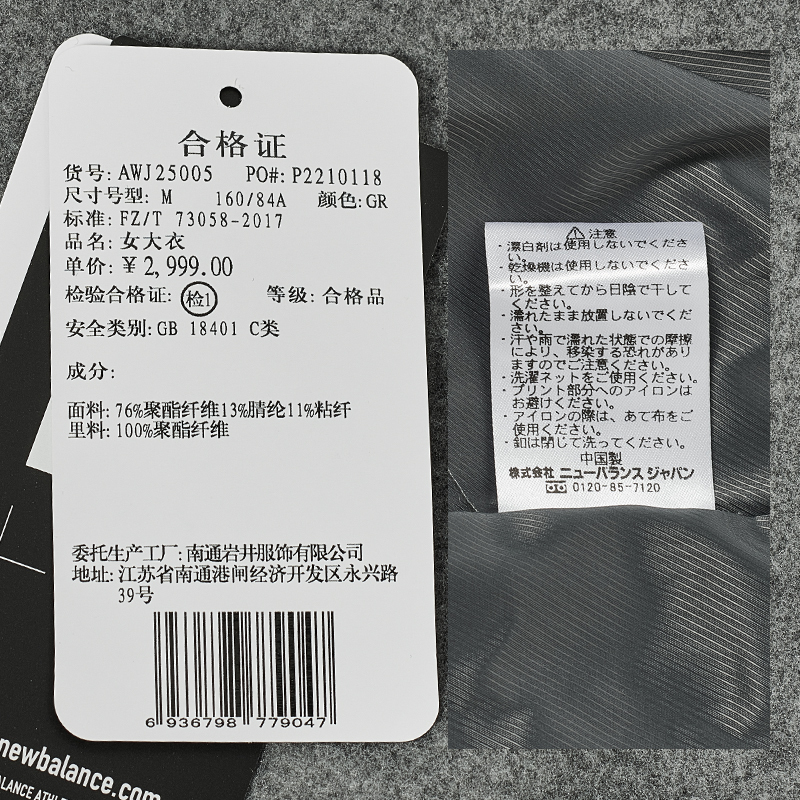 合格证
货号: AWJ25005 PO#: P2210118
尺寸号型: M 160/84A 颜色:GR
标准: FZ/T 73058-2017
品名: 女大衣
单价: ¥ 2,999.00
检验合格证: 检1 等级: 合格品
安全类别: GB 18401 C类
成分:
面料: 76%聚酯纤维13%腈纶11%粘纤
里料: 100%聚酯纤维
委托生产工厂: 南通岩井服饰有限公司
地址: 江苏省南通港闸经济开发区永兴路
39号
6 936798 779047
newbalance.com
注意
・漂白剤は使用しないでくださ
い。
・乾燥機は使用しないでくださ
い。
・形を整えてから日陰で干して
ください。
・濡れたまま放置しないでくだ
さい。
・汗や雨で濡れた状態での摩擦
により、移染する恐れがあり
ますのでご注意ください。
・洗濯ネットをご使用ください。
・プリント部分へのアイロンは
お避けください。
・アイロンの際は、あて布をご
使用ください。
・釦は閉じて洗ってください。
中国製
株式会社 ニューバランス ジャパン
0120-85-7120